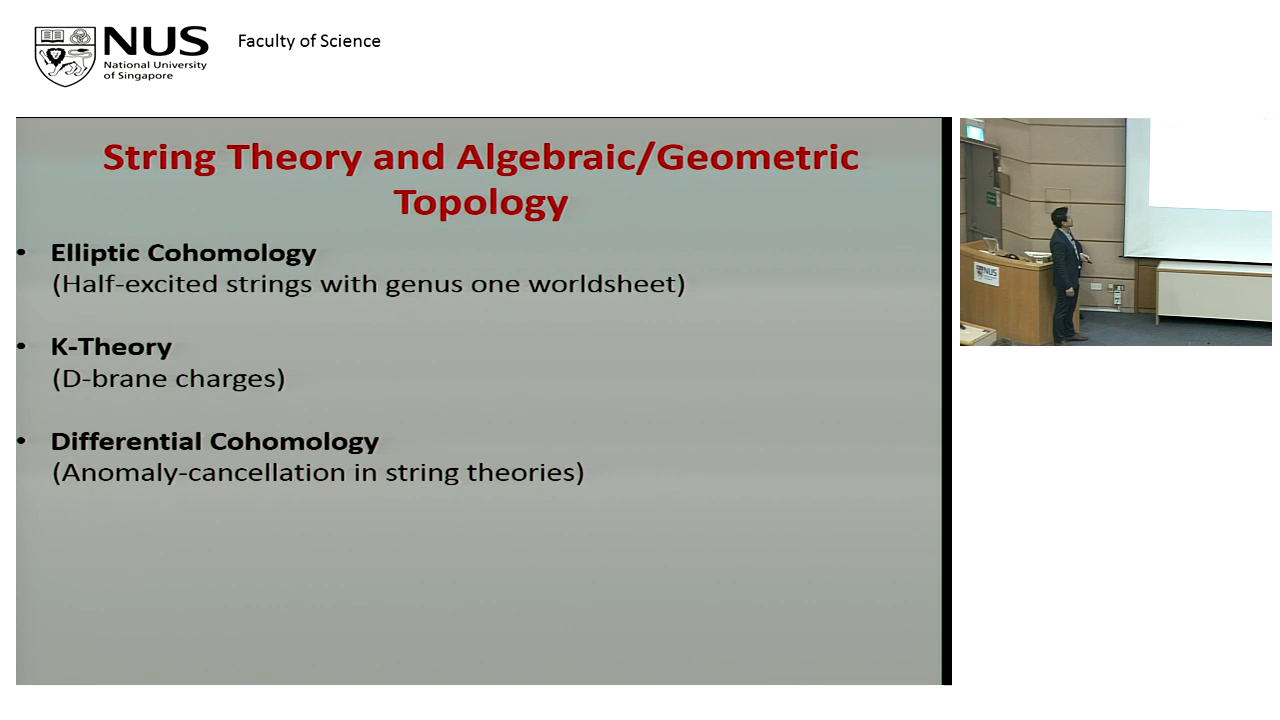 NUS
National University
of Singapore
Faculty of Science
String Theory and Algebraic/Geometric
Topology
• Elliptic Cohomology
(Half-excited strings with genus one worldsheet)
• K-Theory
(D-brane charges)
• Differential Cohomology
(Anomaly-cancellation in string theories)
NUS